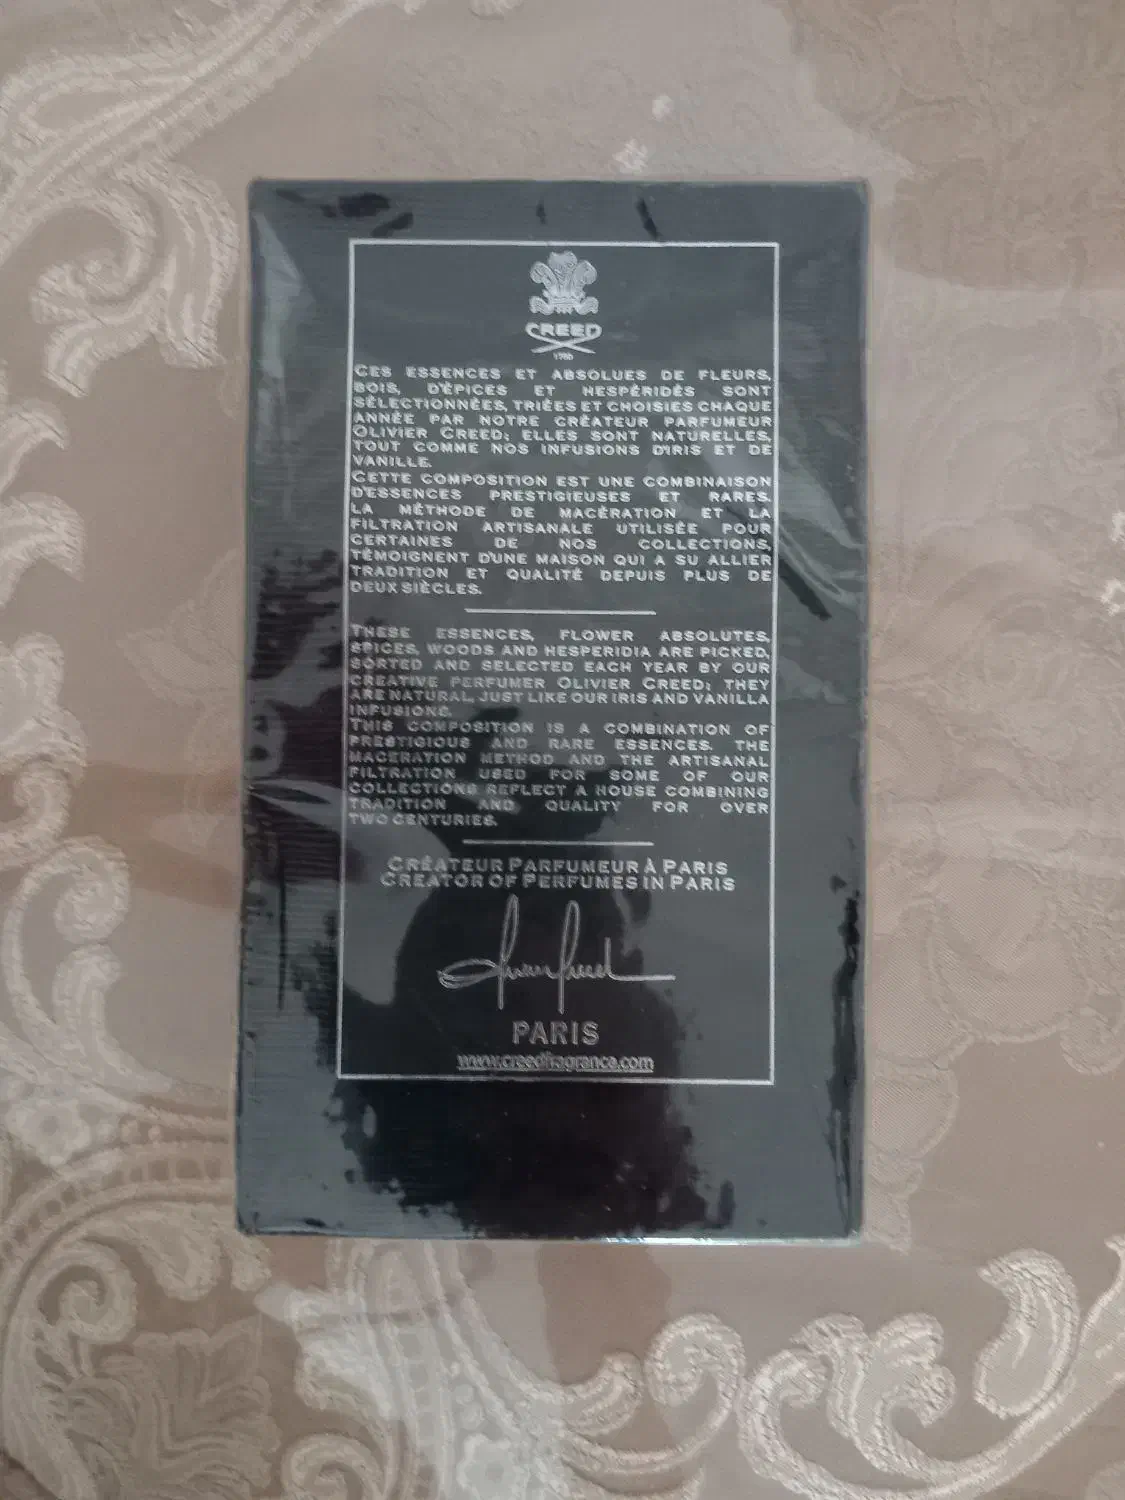 CREED
1760
CES ESSENCES ET ABSOLUES DE FLEURS,
BOIS, D'ÉPICES ET HESPÉRIDÉS SONT
SÉLECTIONNÉES, TRIÉES ET CHOISIES CHAQUE
ANNÉE PAR NOTRE CRÉATEUR PARFUMEUR
OLIVIER CREED; ELLES SONT NATURELLES,
TOUT COMME NOS INFUSIONS D'IRIS ET DE
VANILLE.
CETTE COMPOSITION EST UNE COMBINAISON
D'ESSENCES PRESTIGIEUSES ET RARES.
LA MÉTHODE DE MACÉRATION ET LA
FILTRATION ARTISANALE UTILISÉE POUR
CERTAINES DE NOS COLLECTIONS,
TÉMOIGNENT D'UNE MAISON QUI A SU ALLIER
TRADITION ET QUALITÉ DEPUIS PLUS DE
DEUX SIÈCLES.
THESE ESSENCES, FLOWER ABSOLUTES,
SPICES, WOODS AND HESPERIDIA ARE PICKED,
SORTED AND SELECTED EACH YEAR BY OUR
CREATIVE PERFUMER OLIVIER CREED; THEY
ARE NATURAL, JUST LIKE OUR IRIS AND VANILLA
INFUSIONS.
THIS COMPOSITION IS A COMBINATION OF
PRESTIGIOUS AND RARE ESSENCES. THE
MACERATION METHOD AND THE ARTISANAL
FILTRATION USED FOR SOME OF OUR
COLLECTIONS REFLECT A HOUSE COMBINING
TRADITION AND QUALITY FOR OVER
TWO CENTURIES.
CRÉATEUR PARFUMEUR À PARIS
CREATOR OF PERFUMES IN PARIS
PARIS
www.creedfragrance.com